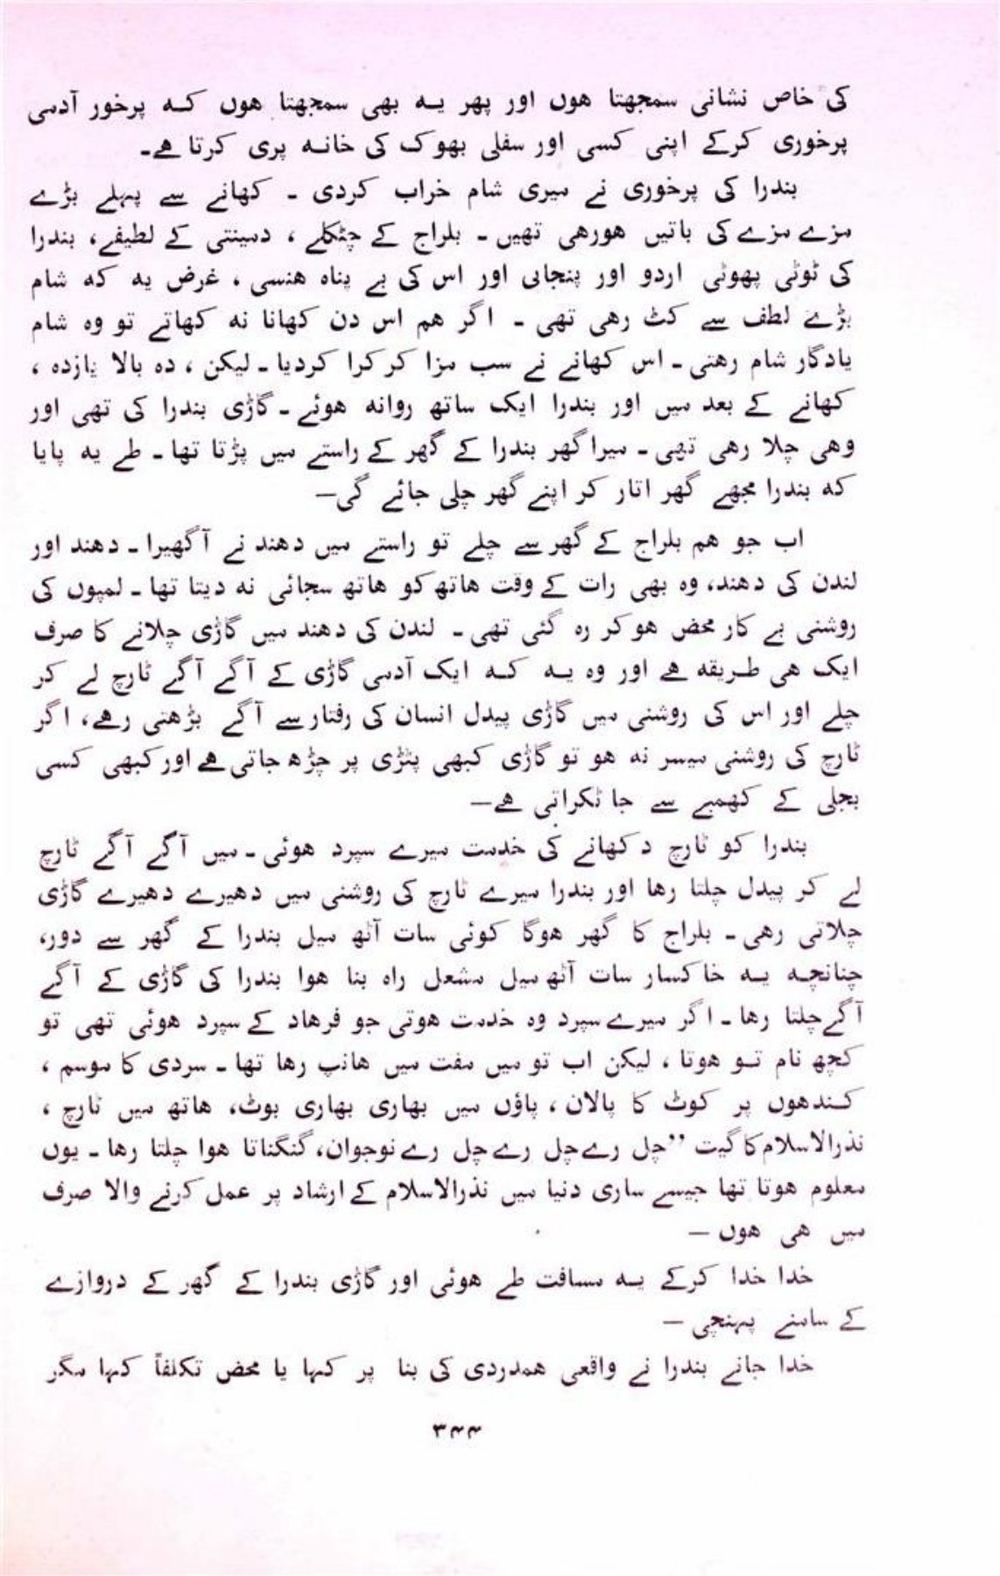 کی خاص نشانی سمجھتا ہوں اور پھر یہ بھی سمجھتا ہوں کہ پرخور آدمی
پرخوری کرکے اپنی کسی اور سفلی بھوک کی خانہ پری کرتا ہے۔
بندرا کی پرخوری نے میری شام خراب کردی ۔ کھانے سے پہلے بڑے
مزے مزے کی باتیں ہورہی تھیں ۔ بلراج کے چٹکلے ، دمینتی کے لطیفے، بندرا
کی ٹوٹی پھوٹی اردو اور پنجابی اور اس کی بے پناہ ہنسی ، غرض یہ کہ شام
بڑے لطف سے کٹ رہی تھی ۔ اگر ہم اس دن کھانا نہ کھاتے تو وہ شام
یادگار شام رہتی ۔ اس کھانے نے سب مزا کرکرا کردیا ۔ لیکن ، دہ بالا یازدہ ،
کھانے کے بعد میں اور بندرا ایک ساتھ روانہ ہوئے ۔ گاڑی بندرا کی تھی اور
وہی چلا رہی تھی ۔ میرا گھر بندرا کے گھر کے راستے میں پڑتا تھا ۔ طے یہ پایا
کہ بندرا مجھے گھر اتار کر اپنے گھر چلی جائے گی—
اب جو ہم بلراج کے گھر سے چلے تو راستے میں دھند نے آ گھیرا ۔ دھند اور
لندن کی دھند، وہ بھی رات کے وقت ہاتھ کو ہاتھ سجائی نہ دیتا تھا ۔ لمپوں کی
روشنی بے کار محض ہوکر رہ گئی تھی ۔ لندن کی دھند میں گاڑی چلانے کا صرف
ایک ہی طریقہ ہے اور وہ یہ کہ ایک آدمی گاڑی کے آگے آگے ٹارچ لے کر
چلے اور اس کی روشنی میں گاڑی پیدل انسان کی رفتار سے آگے بڑھتی رہے، اگر
ٹارچ کی روشنی میسر نہ ہو تو گاڑی کبھی پٹڑی پر چڑھ جاتی ہے اور کبھی کسی
بجلی کے کھمبے سے جا ٹکراتی ہے—
بندرا کو ٹارچ دکھانے کی خدمت میرے سپرد ہوئی ۔ میں آگے آگے ٹارچ
لے کر پیدل چلتا رہا اور بندرا میرے ٹارچ کی روشنی میں دھیرے دھیرے گاڑی
چلاتی رہی ۔ بلراج کا گھر ہوگا کوئی سات آٹھ میل بندرا کے گھر سے دور،
چنانچہ یہ خاکسار سات آٹھ میل مشعل راہ بنا ہوا بندرا کی گاڑی کے آگے
آگے چلتا رہا ۔ اگر میرے سپرد وہ خدمت ہوتی جو فرہاد کے سپرد ہوئی تھی تو
کچھ نام تو ہوتا ، لیکن اب تو میں مفت میں ہانپ رہا تھا ۔ سردی کا موسم ،
کندھوں پر کوٹ کا پالان ، پاؤں میں بھاری بھاری بوٹ، ہاتھ میں ٹارچ ،
نذرالاسلام کا گیت ”چل رے چل رے چل رے نوجوان، گنگناتا ہوا چلتا رہا ۔ یوں
معلوم ہوتا تھا جیسے ساری دنیا میں نذرالاسلام کے ارشاد پر عمل کرنے والا صرف
میں ہی ہوں —
خدا خدا کرکے یہ مسافت طے ہوئی اور گاڑی بندرا کے گھر کے دروازے
کے سامنے پہنچی —
خدا جانے بندرا نے واقعی ہمدردی کی بنا پر کہا یا محض تکلفاً کہا مگر
۳۴۴